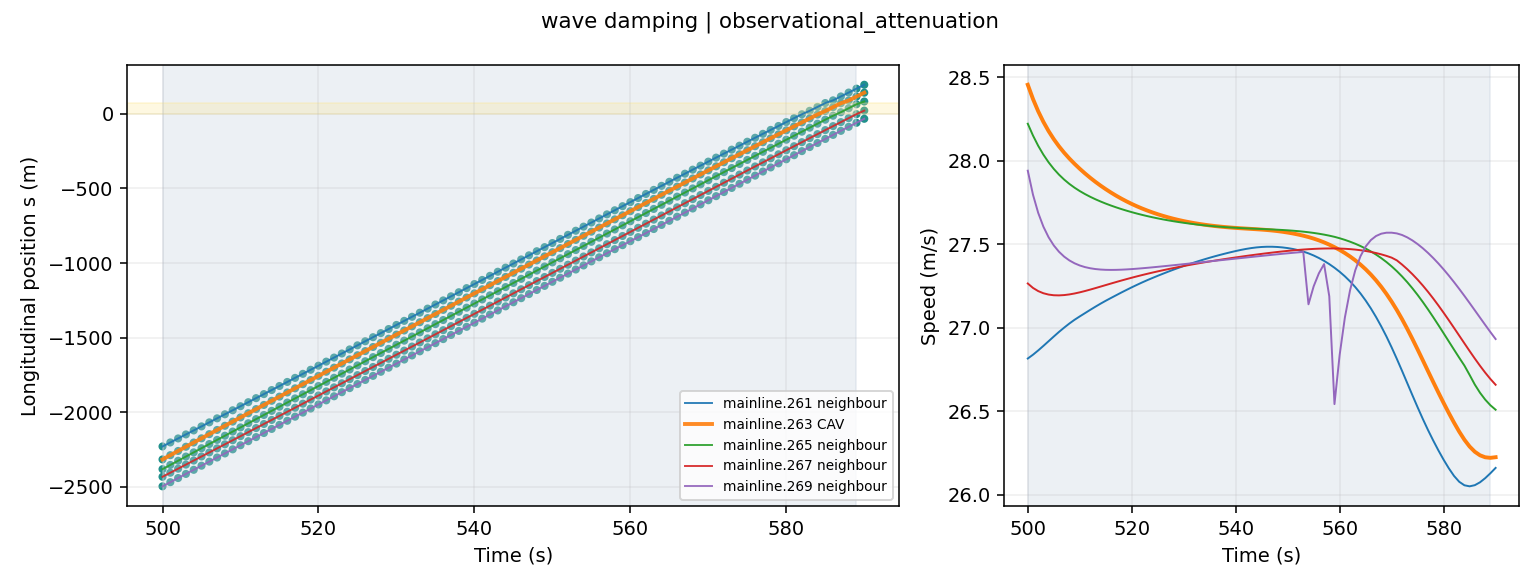 wave damping | observational_attenuation
Longitudinal position s (m)
0
−500
−1000
−1500
−2000
−2500
500
520
540
560
580
Time (s)
mainline.261 neighbour
mainline.263 CAV
mainline.265 neighbour
mainline.267 neighbour
mainline.269 neighbour
Speed (m/s)
28.5
28.0
27.5
27.0
26.5
26.0
500
520
540
560
580
Time (s)